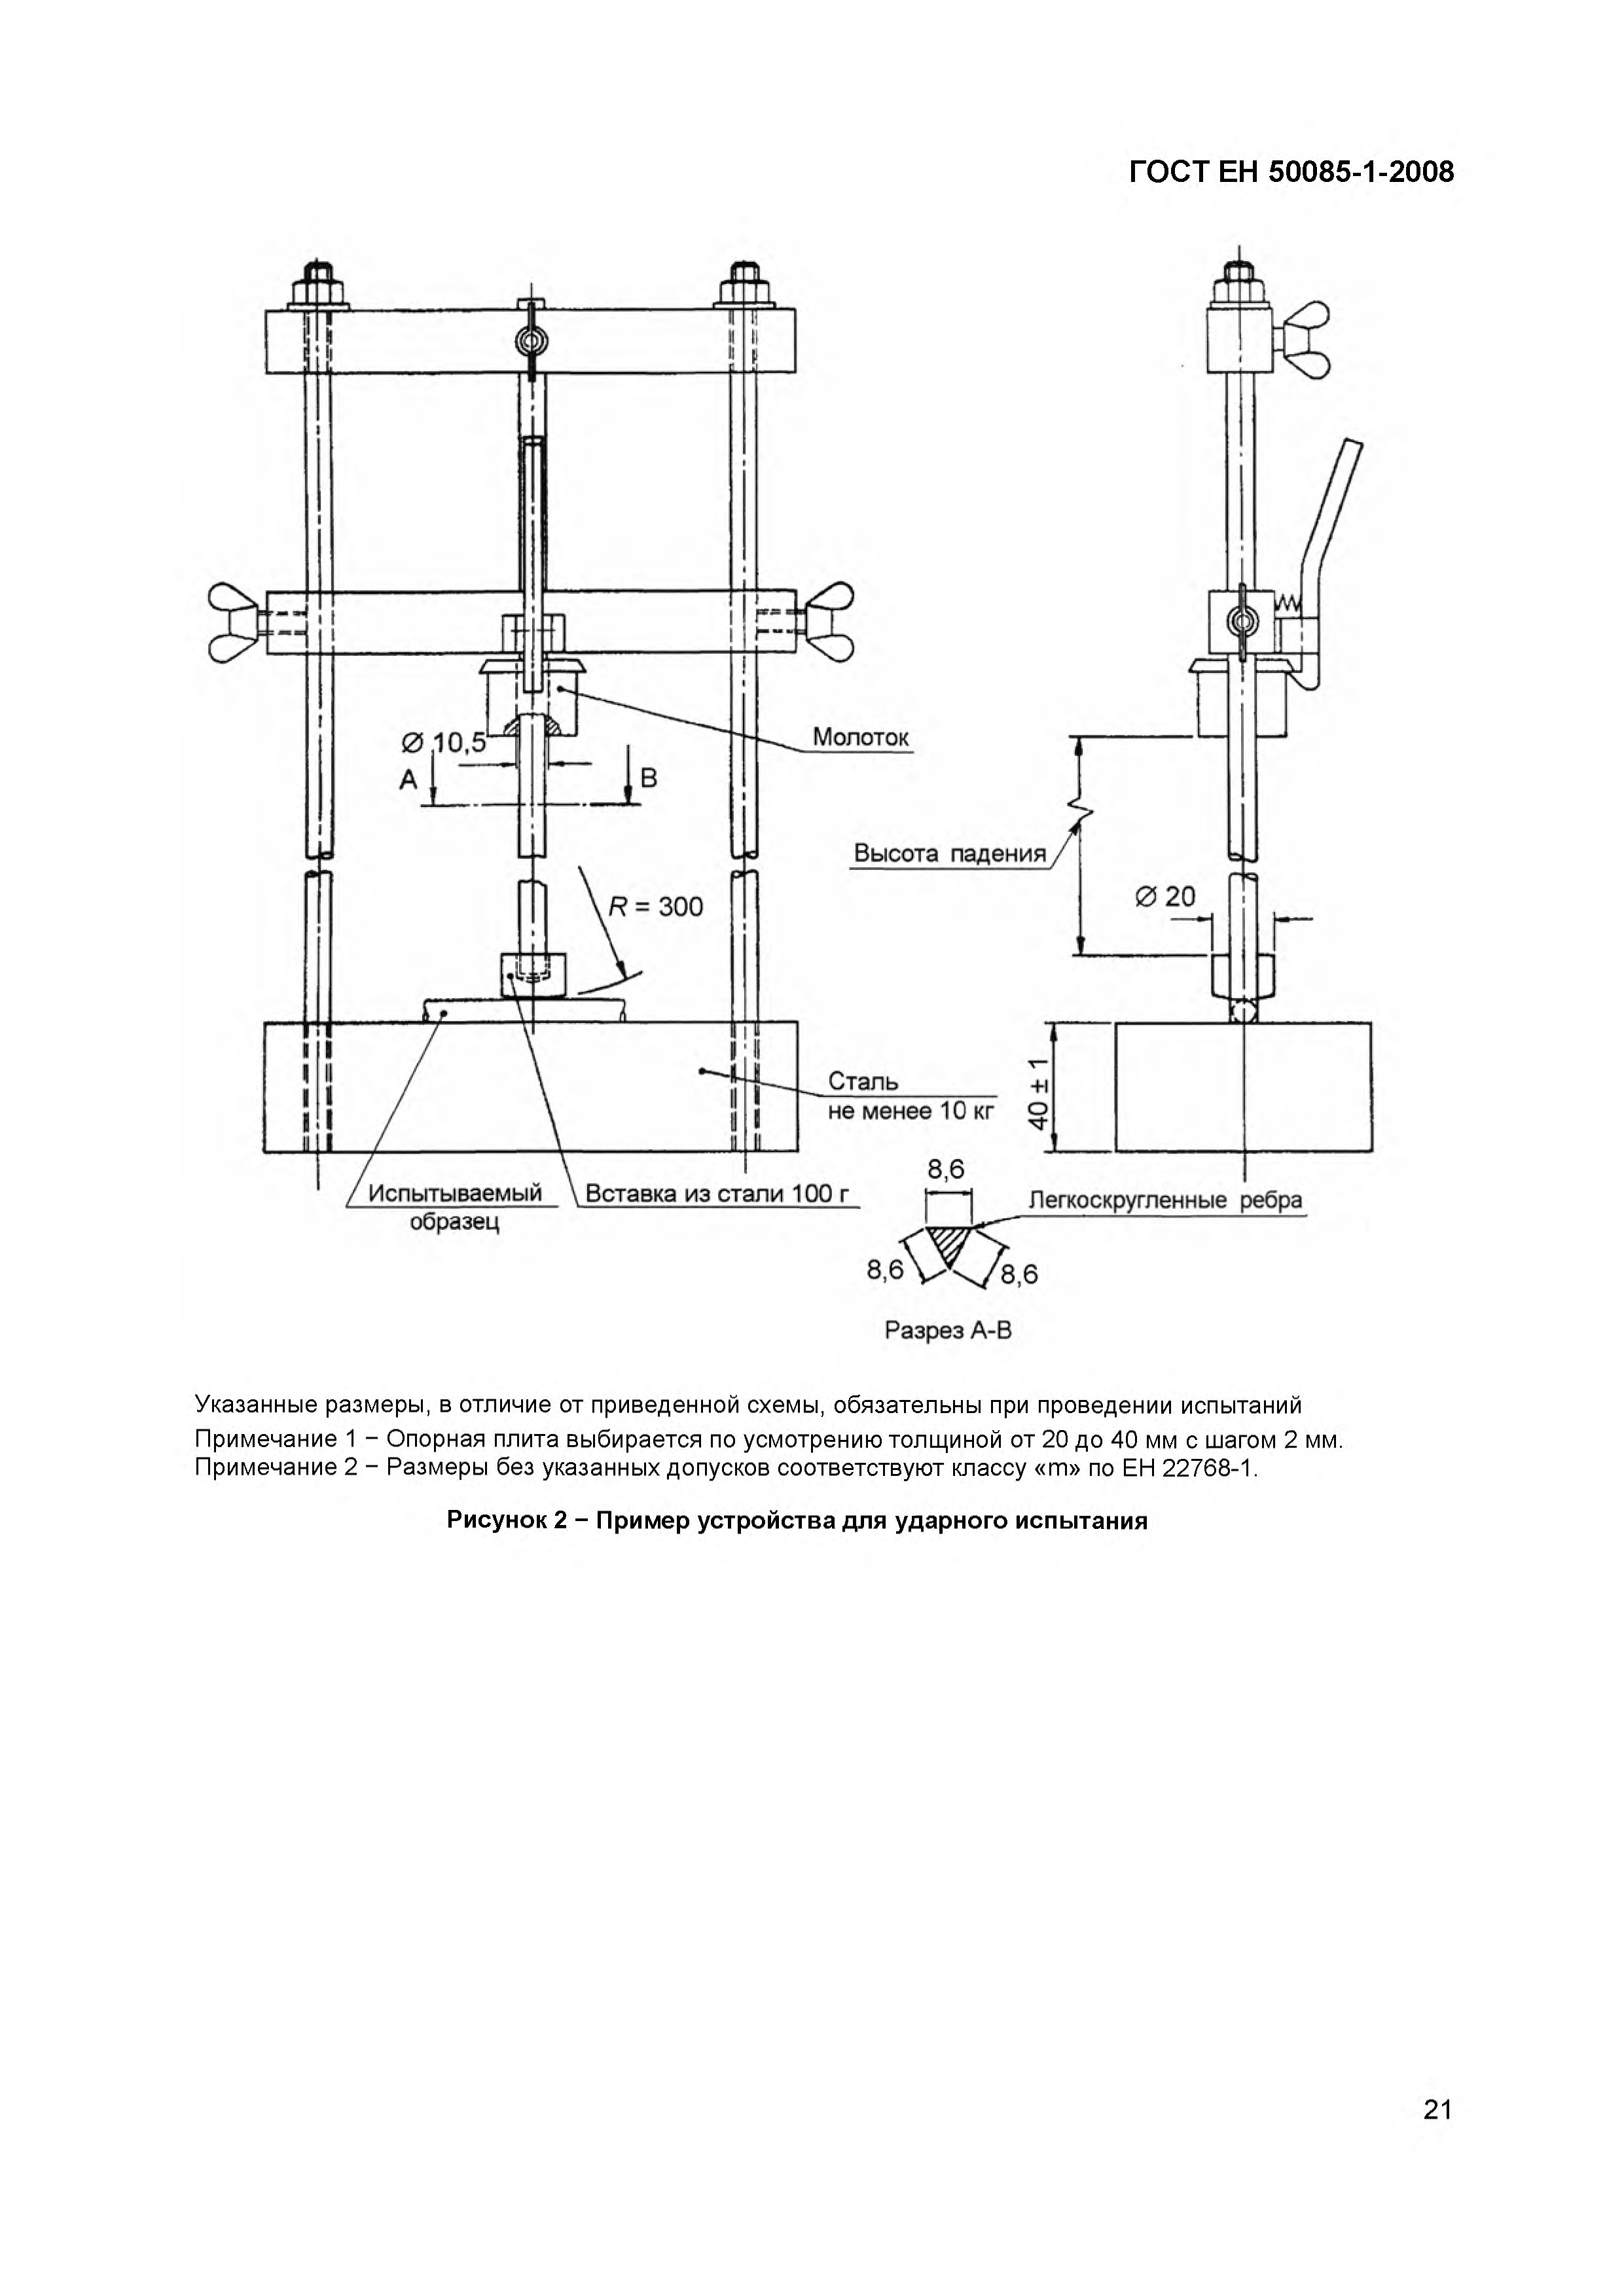 ГОСТ ЕН 50085-1-2008
Молоток
Ø 10,5
А
В
Высота падения
Ø 20
R = 300
Сталь
не менее 10 кг
40 ± 1
Испытываемый
образец
Вставка из стали 100 г
8,6
Легкоскругленные ребра
8,6
8,6
Разрез А-В
Указанные размеры, в отличие от приведенной схемы, обязательны при проведении испытаний
Примечание 1 – Опорная плита выбирается по усмотрению толщиной от 20 до 40 мм с шагом 2 мм.
Примечание 2 – Размеры без указанных допусков соответствуют классу «m» по ЕН 22768-1.
Рисунок 2 – Пример устройства для ударного испытания
21